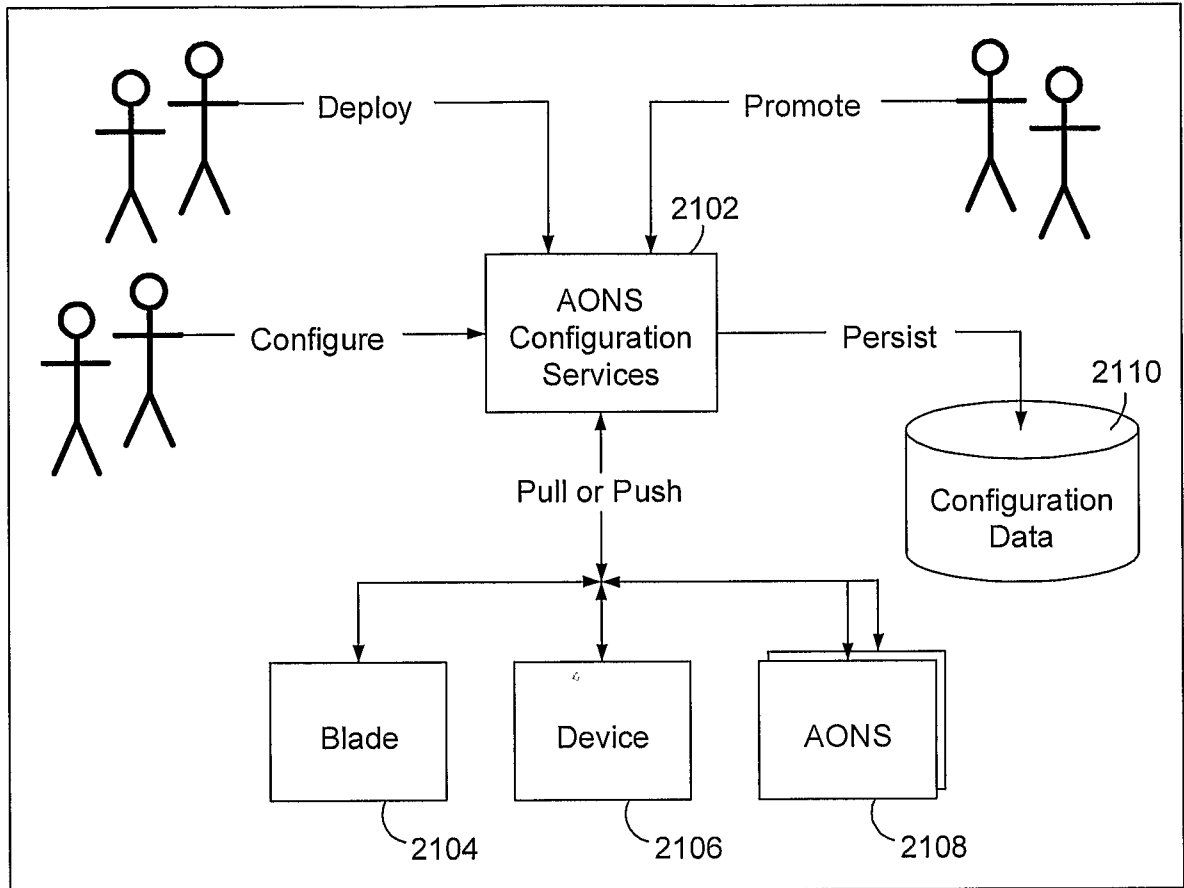 Deploy
Promote
2102
AONS
Configuration
Services
Configure
Persist
2110
Configuration
Data
Pull or Push
Blade
Device
AONS
2104
2106
2108